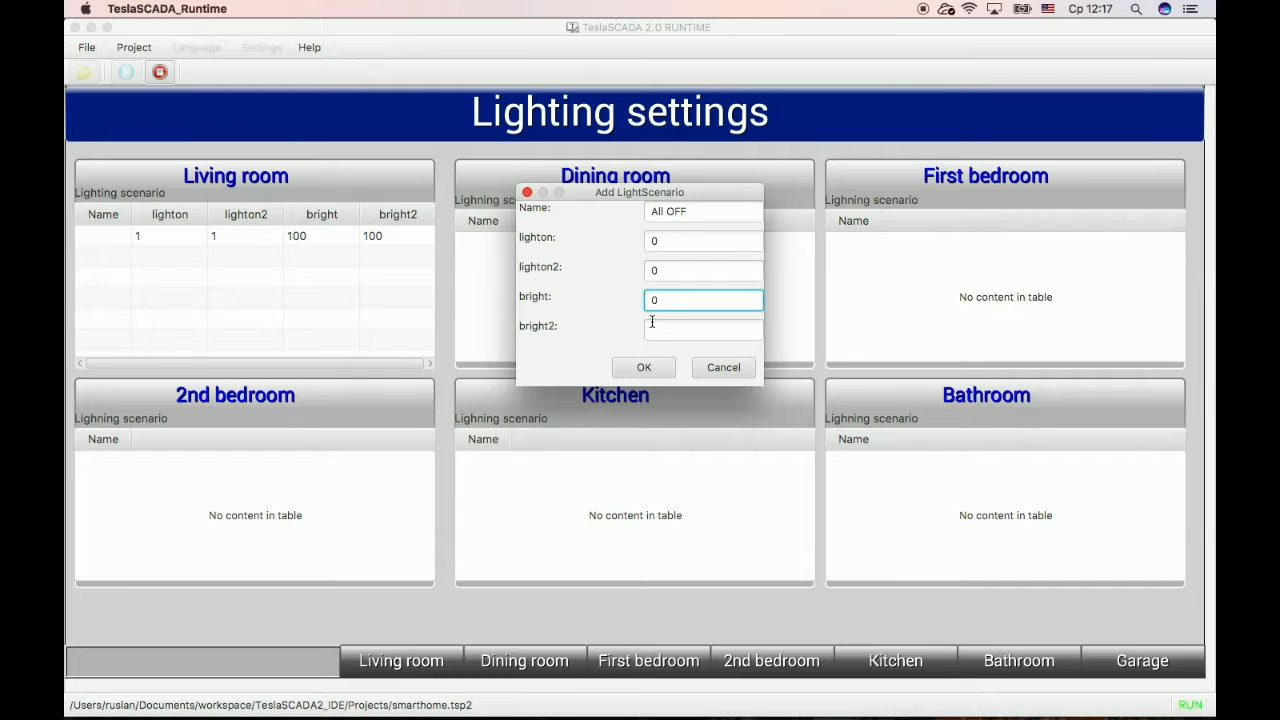 TeslaSCADA_Runtime
Ср 12:17
TeslaSCADA 2.0 RUNTIME
File Project Language Settings Help
Lighting settings
Living room
Lighting scenario
Name lighton lighton2 bright bright2
1 1 100 100
Dining room
Name
First bedroom
Lighning scenario
Name
No content in table
Add LightScenario
Name: All OFF
lighton: 0
lighton2: 0
bright: 0
bright2:
OK Cancel
2nd bedroom
Lighning scenario
Name
No content in table
Kitchen
Lighning scenario
Name
No content in table
Bathroom
Lighning scenario
Name
No content in table
Living room Dining room First bedroom 2nd bedroom Kitchen Bathroom Garage
/Users/ruslan/Documents/workspace/TeslaSCADA2_IDE/Projects/smarthome.tsp2
RUN